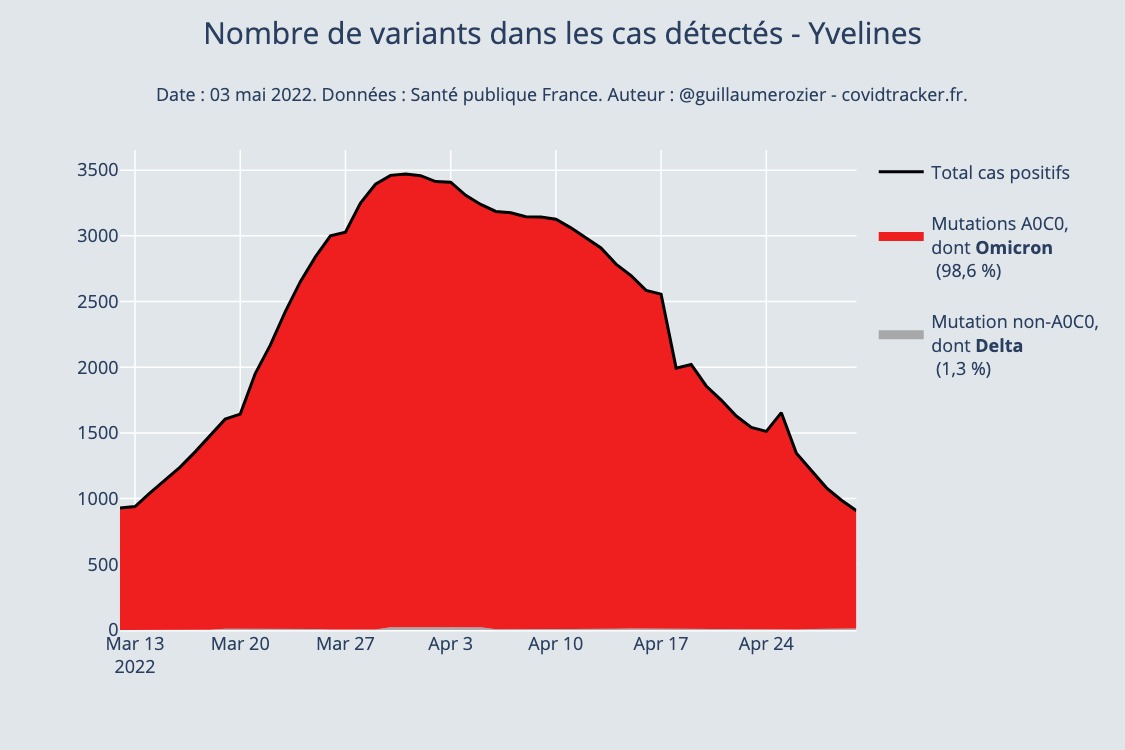 Nombre de variants dans les cas détectés - Yvelines
Date : 03 mai 2022. Données : Santé publique France. Auteur : @guillaumerozier - covidtracker.fr.
3500
3000
2500
2000
1500
1000
500
0
Mar 13
2022
Mar 20
Mar 27
Apr 3
Apr 10
Apr 17
Apr 24
Total cas positifs
Mutations A0C0,
dont Omicron
(98,6 %)
Mutation non-A0C0,
dont Delta
(1,3 %)